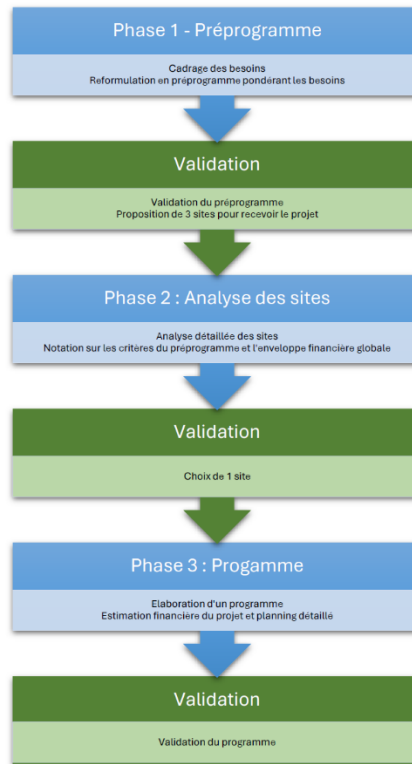 Phase 1 - Préprogramme
Cadrage des besoins
Reformulation en préprogramme pondérant les besoins
Validation
Validation du préprogramme
Proposition de 3 sites pour recevoir le projet
Phase 2 : Analyse des sites
Analyse détaillée des sites
Notation sur les critères du préprogramme et l'enveloppe financière globale
Validation
Choix de 1 site
Phase 3 : Progamme
Elaboration d'un programme
Estimation financière du projet et planning détaillé
Validation
Validation du programme